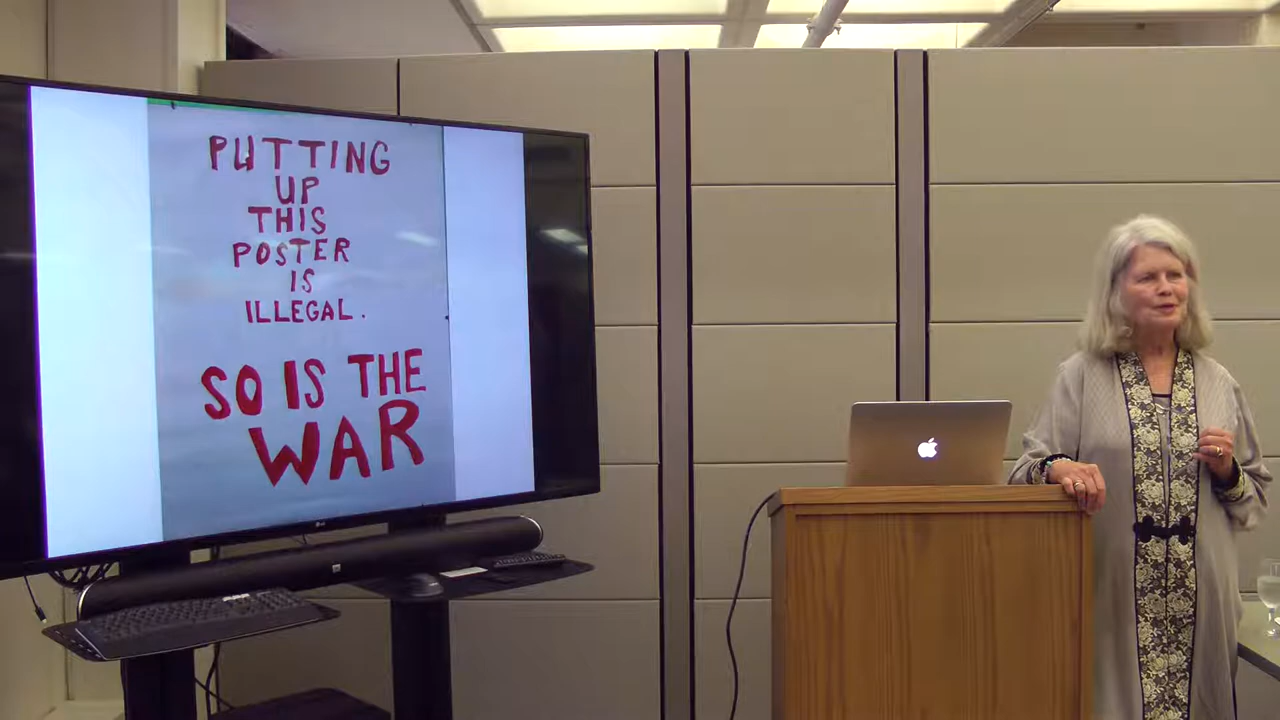 PUTTING
UP
THIS
POSTER
IS
ILLEGAL.
SO IS THE
WAR